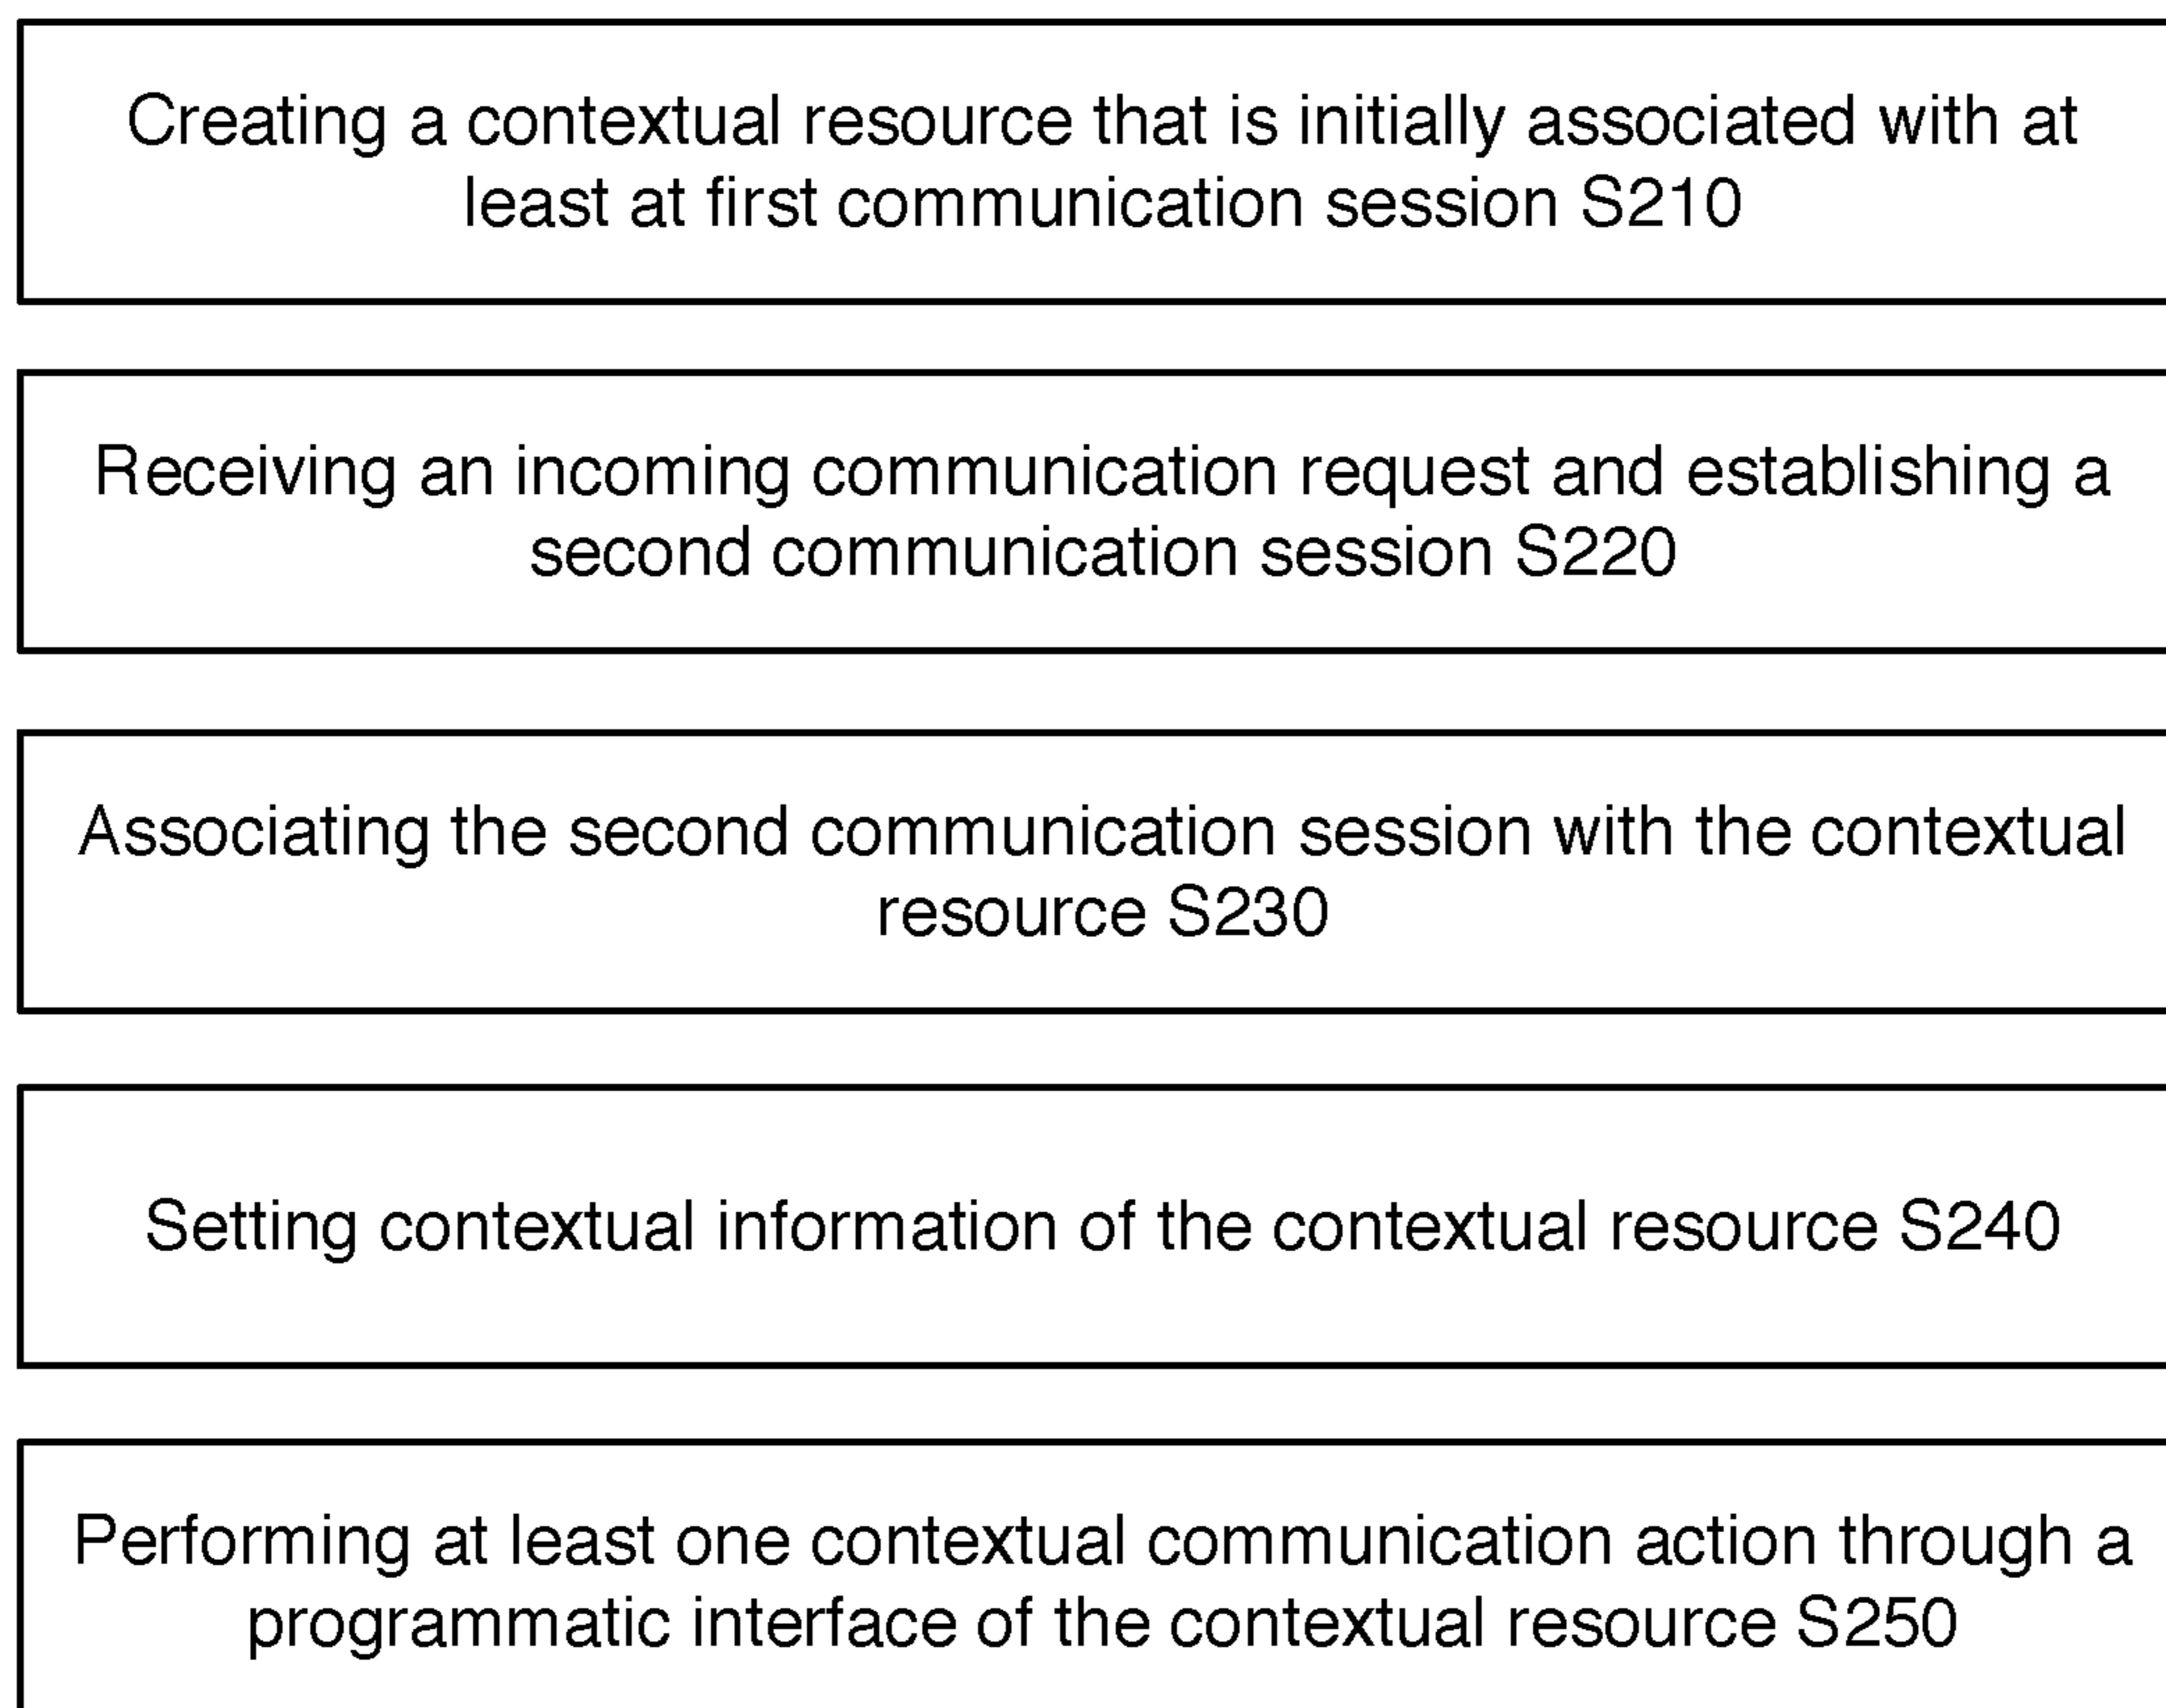 Creating a contextual resource that is initially associated with at
least at first communication session S210
Receiving an incoming communication request and establishing a
second communication session S220
Associating the second communication session with the contextual
resource S230
Setting contextual information of the contextual resource S240
Performing at least one contextual communication action through a
programmatic interface of the contextual resource S250